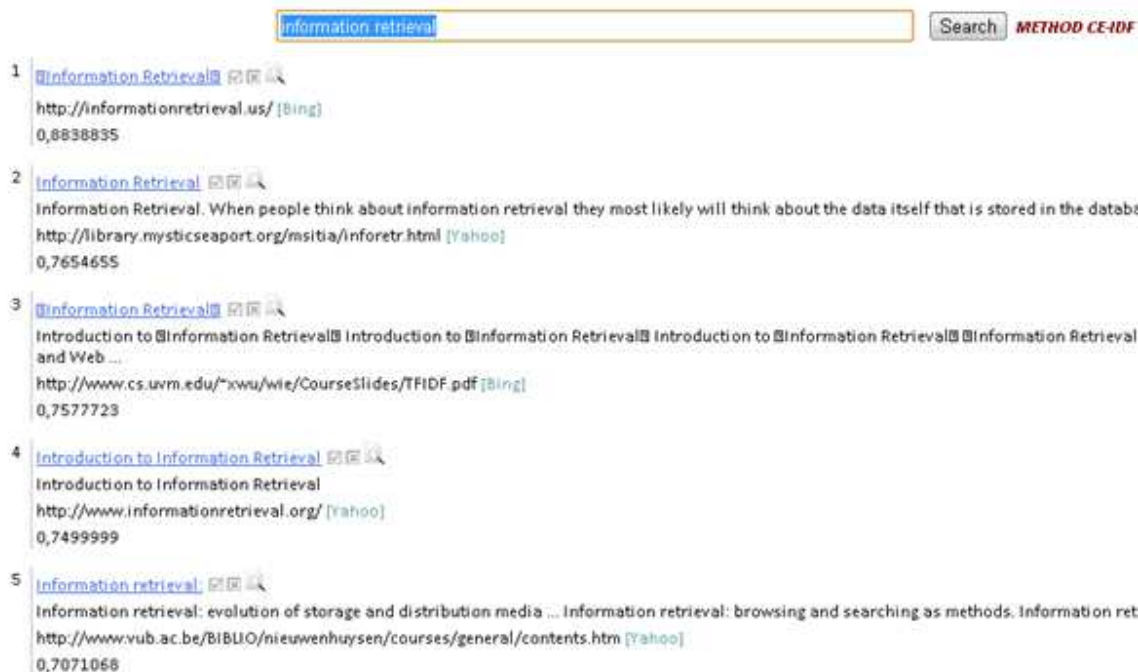 information retrieval Search METHOD CE-IDF
1 Information Retrieval
http://informationretrieval.us/ [Bing]
0,8838835
2 Information Retrieval
Information Retrieval. When people think about information retrieval they most likely will think about the data itself that is stored in the databa
http://library.mysticseaport.org/msitia/inforetr.html [Yahoo]
0,7654655
3 Information Retrieval
Introduction to Information Retrieval Introduction to Information Retrieval Introduction to Information Retrieval Information Retrieval
and Web ...
http://www.cs.uvm.edu/~xwu/wie/CourseSlides/TFIDF.pdf [Bing]
0,7577723
4 Introduction to Information Retrieval
Introduction to Information Retrieval
http://www.informationretrieval.org/ [Yahoo]
0,7499999
5 Information retrieval:
Information retrieval: evolution of storage and distribution media ... Information retrieval: browsing and searching as methods. Information ret
http://www.vub.ac.be/BIBLIO/nieuwenhuysen/courses/general/contents.htm [Yahoo]
0,7071068